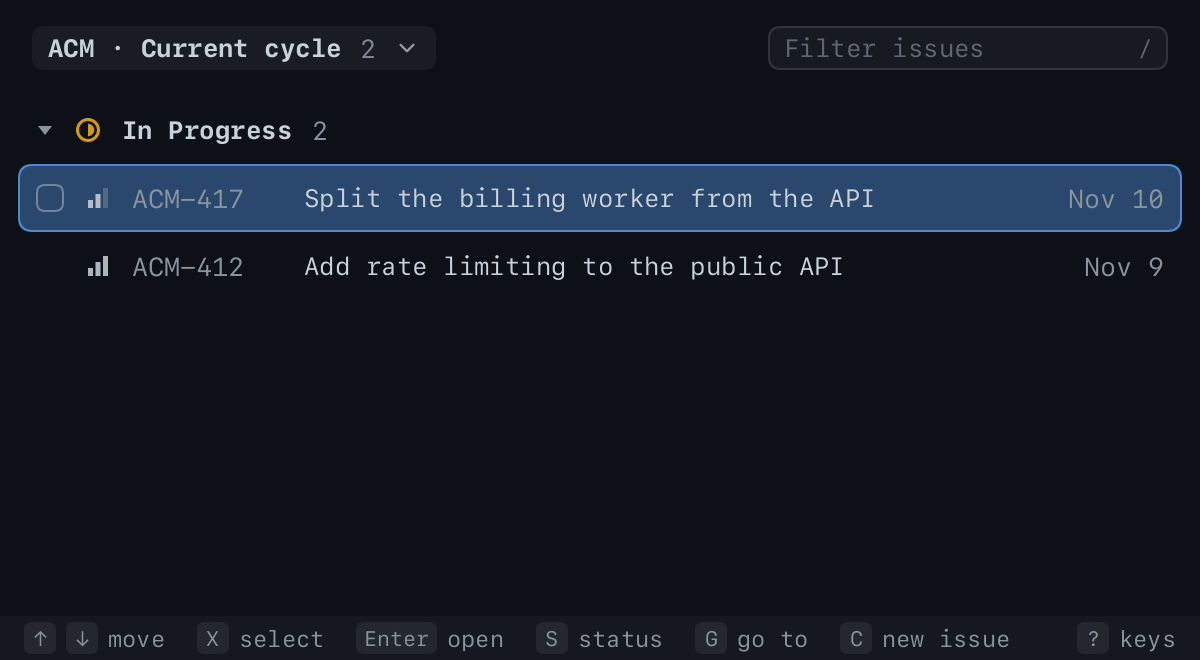 ACM · Current cycle 2 Filter issues /
In Progress 2
ACM–417 Split the billing worker from the API Nov 10
ACM–412 Add rate limiting to the public API Nov 9
↑ ↓ move X select Enter open S status G go to C new issue ? keys